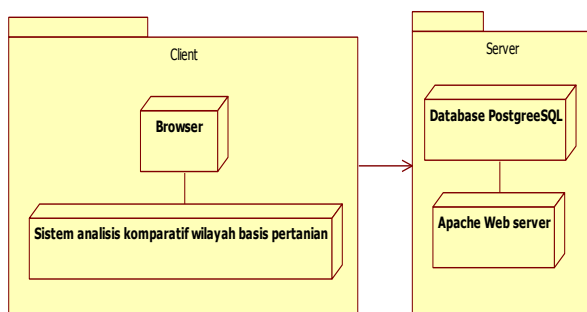 Client
Browser
Sistem analisis komparatif wilayah basis pertanian
Server
Database PostgreeSQL
Apache Web server